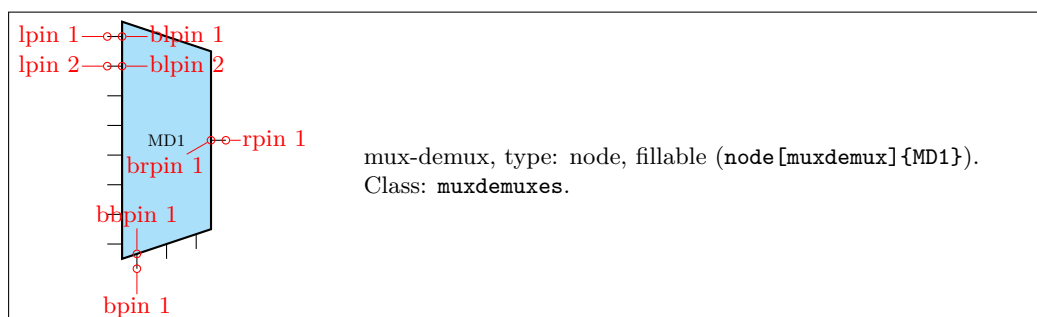 lpin 1
blpin 1
lpin 2
blpin 2
MD1
rpin 1
brpin 1
bbpin 1
bpin 1
mux-demux, type: node, fillable (node[muxdemux]{MD1}).
Class: muxdemuxes.